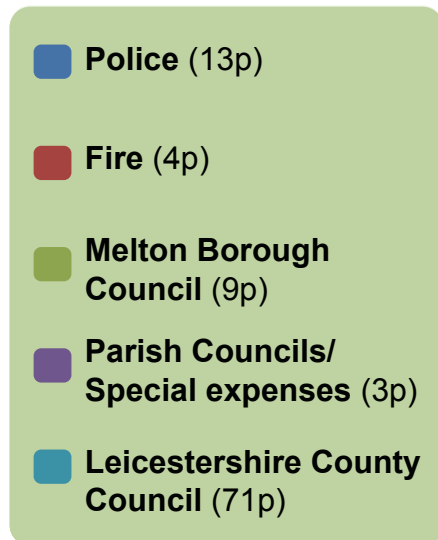 Police (13p)
Fire (4p)
Melton Borough
Council (9p)
Parish Councils/
Special expenses (3p)
Leicestershire County
Council (71p)